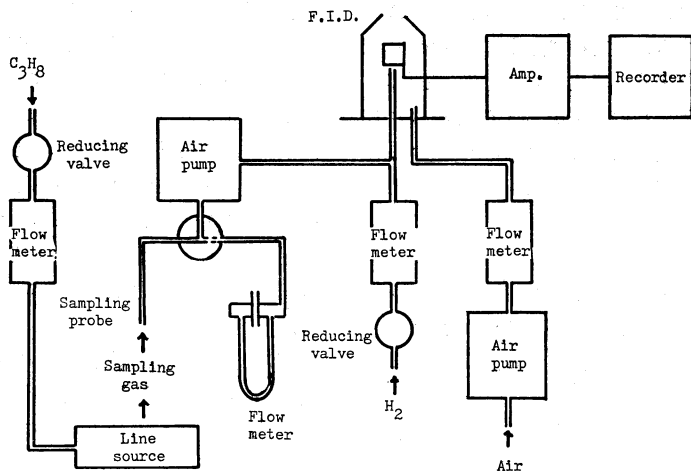 F.I.D.
C3H8
Reducing
valve
Air
pump
Amp.
Recorder
Flow
meter
Flow
meter
Flow
meter
Sampling
probe
Sampling
gas
Reducing
valve
Air
pump
Flow
meter
H2
Line
source
Air